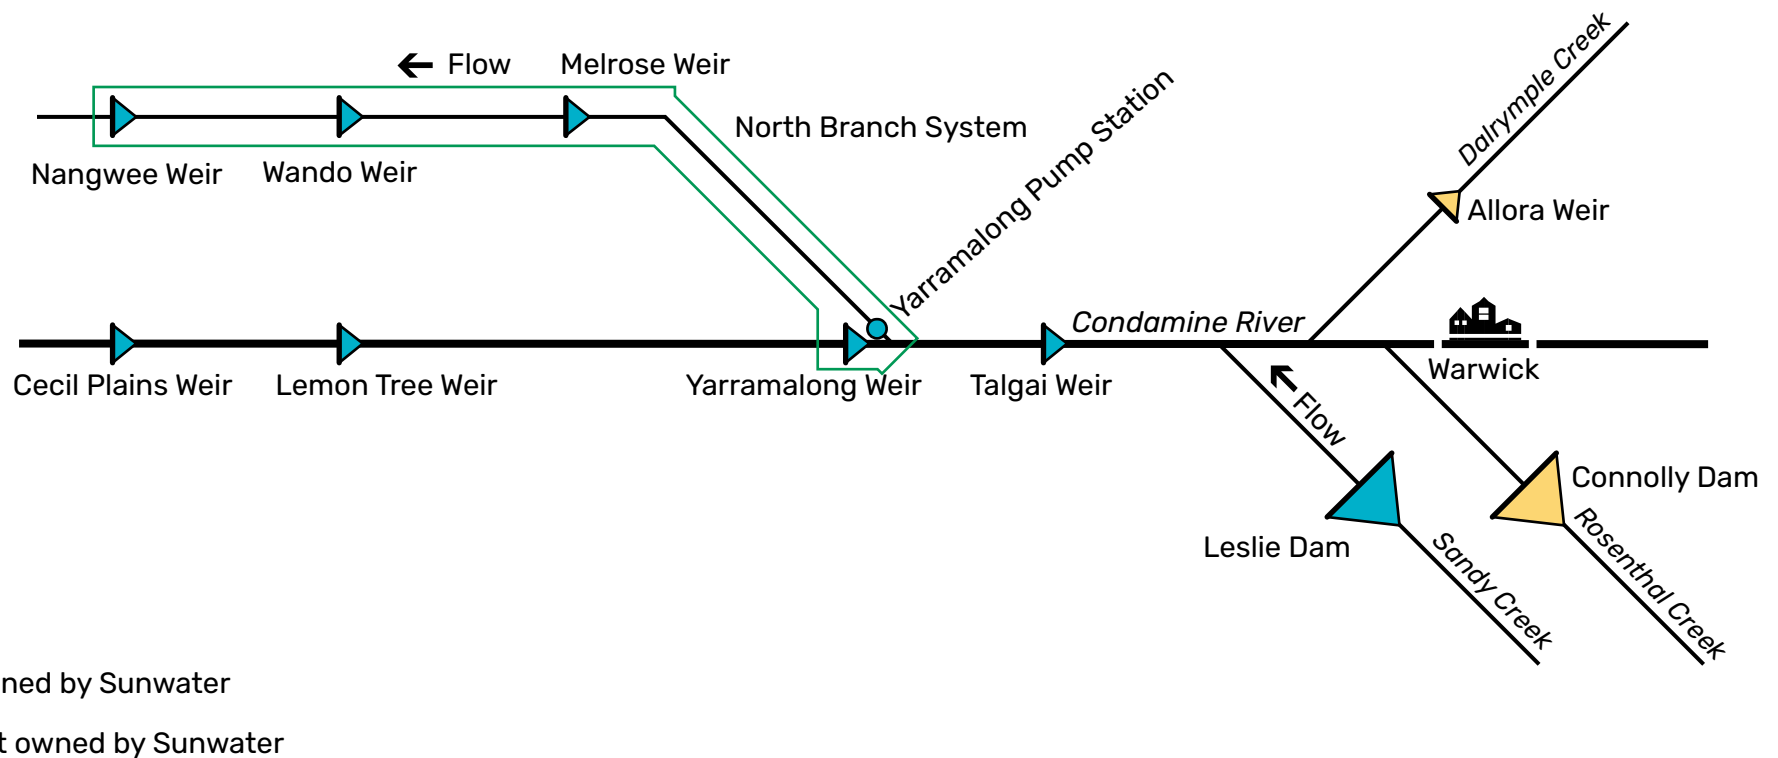 Flow
Melrose Weir
North Branch System
Nangwee Weir
Wando Weir
Yarramalong Pump Station
Dalrymple Creek
Allora Weir
Condamine River
Warwick
Cecil Plains Weir
Lemon Tree Weir
Yarramalong Weir
Talgai Weir
Flow
Connolly Dam
Leslie Dam
Sandy Creek
Rosenthal Creek
ned by Sunwater
t owned by Sunwater